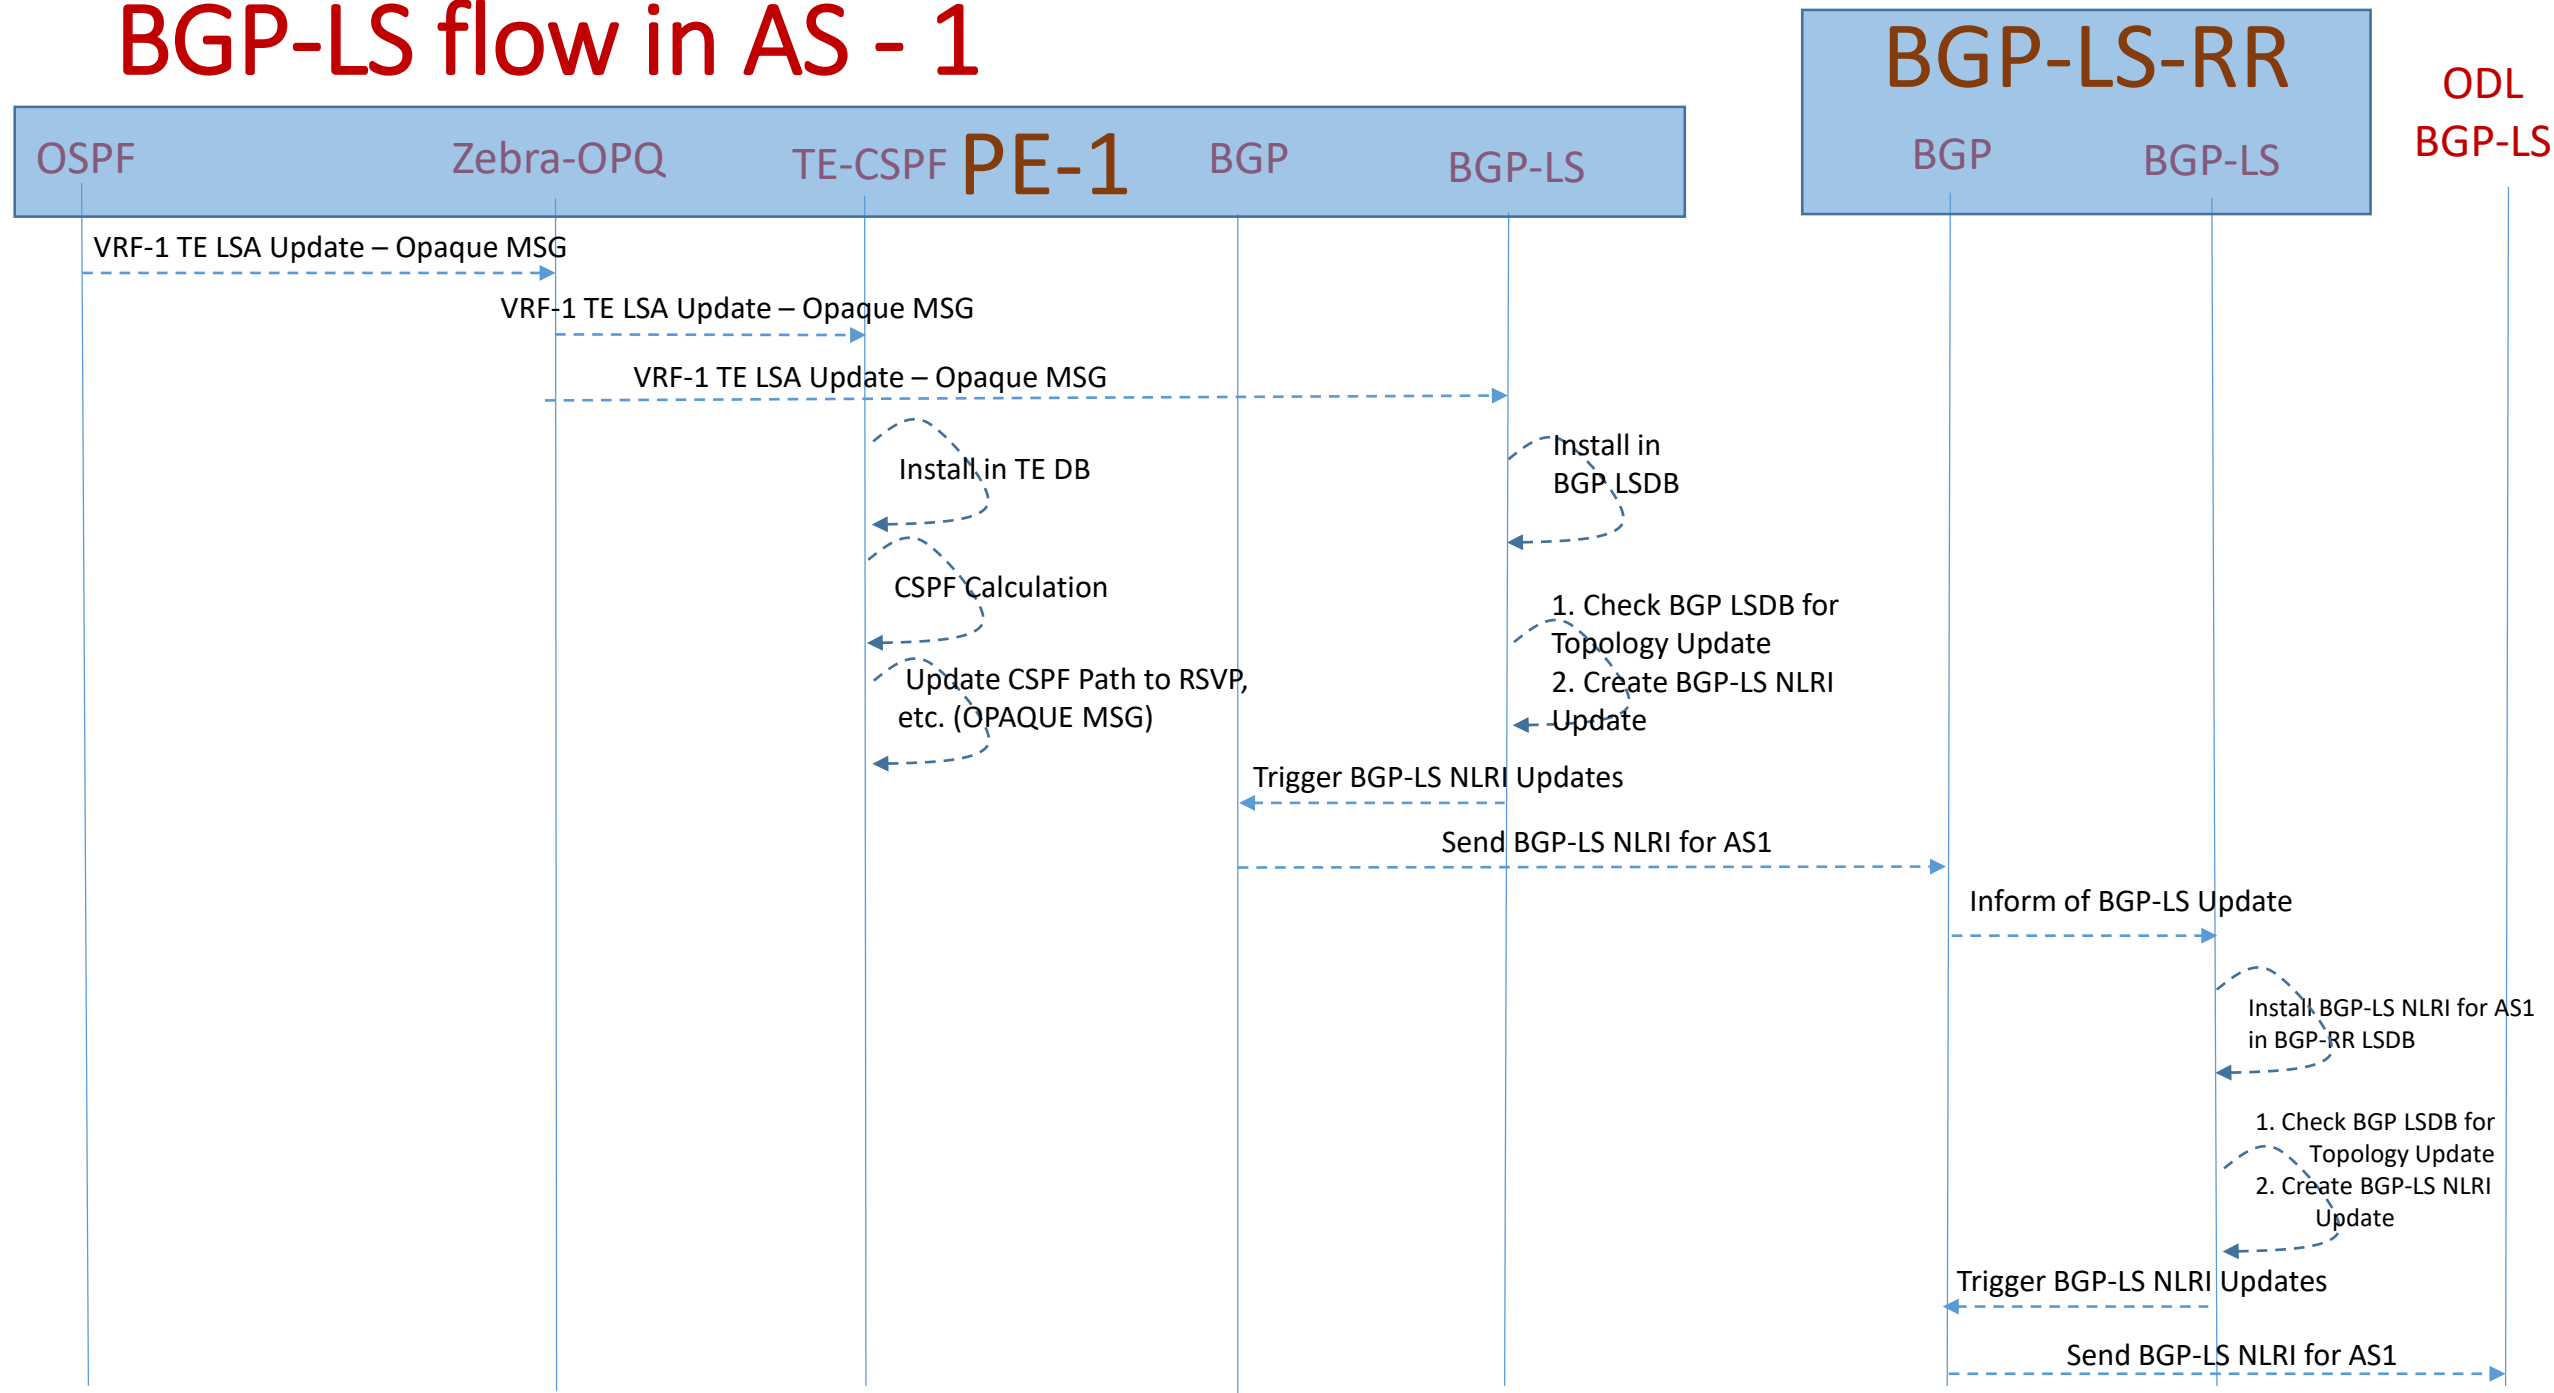 BGP-LS flow in AS - 1
BGP-LS-RR
ODL
BGP-LS
OSPF
Zebra-OPQ
TE-CSPF
PE-1
BGP
BGP-LS
BGP
BGP-LS
VRF-1 TE LSA Update – Opaque MSG
VRF-1 TE LSA Update – Opaque MSG
VRF-1 TE LSA Update – Opaque MSG
Install in TE DB
Install in
BGP LSDB
CSPF Calculation
1. Check BGP LSDB for
Topology Update
2. Create BGP-LS NLRI
Update
Update CSPF Path to RSVP,
etc. (OPAQUE MSG)
Trigger BGP-LS NLRI Updates
Send BGP-LS NLRI for AS1
Inform of BGP-LS Update
Install BGP-LS NLRI for AS1
in BGP-RR LSDB
1. Check BGP LSDB for
Topology Update
2. Create BGP-LS NLRI
Update
Trigger BGP-LS NLRI Updates
Send BGP-LS NLRI for AS1